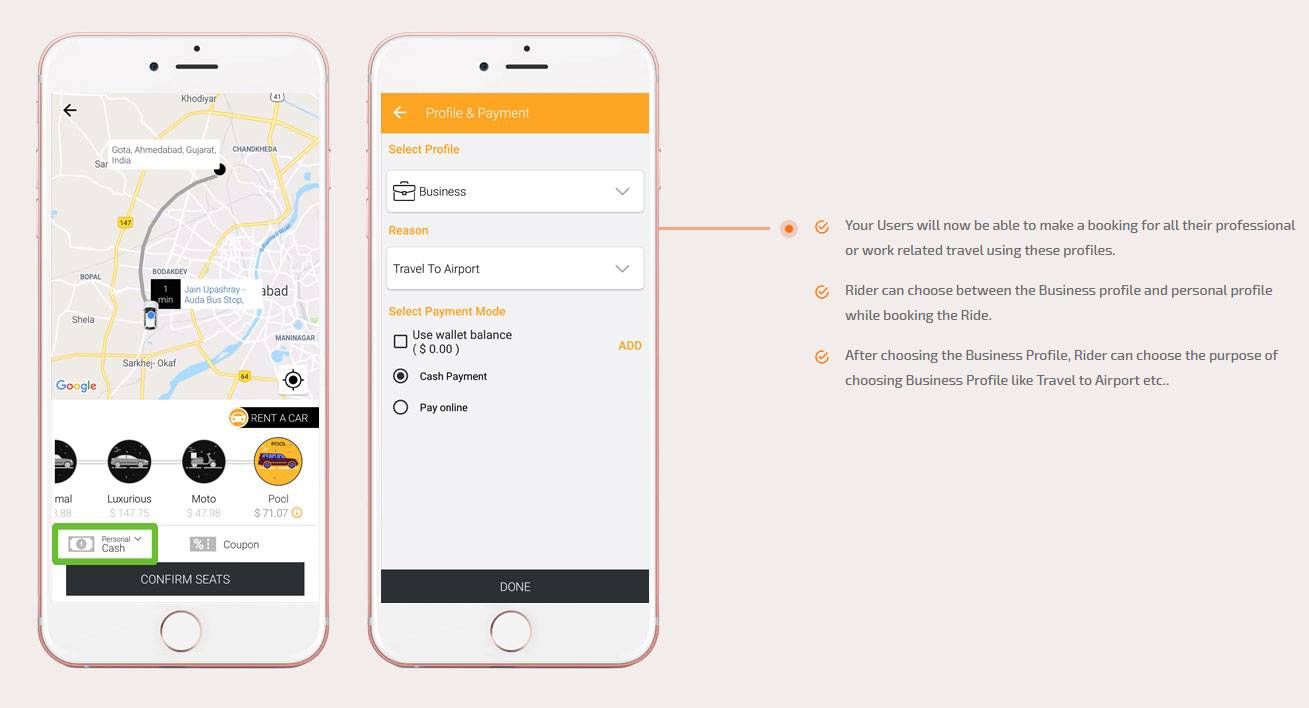 Khodiyar
41
Gota, Ahmedabad, Gujarat,
India
CHANDKHEDA
Sar
147
BOPAL
BODAKDEV
1
min
Jain Upashray -
Auda Bus Stop,
abad
Shela
MANINAGAR
Sarkhej- Okaf
64
Google
RENT A CAR
POOL
mal
Luxurious
Moto
Pool
3.88
$ 147.75
$ 47.98
$ 71.07
Personal
Cash
%
Coupon
CONFIRM SEATS
Profile & Payment
Select Profile
Business
Reason
Travel To Airport
Select Payment Mode
Use wallet balance
( $ 0.00 )
ADD
Cash Payment
Pay online
DONE
Your Users will now be able to make a booking for all their professional
or work related travel using these profiles.
Rider can choose between the Business profile and personal profile
while booking the Ride.
After choosing the Business Profile, Rider can choose the purpose of
choosing Business Profile like Travel to Airport etc..